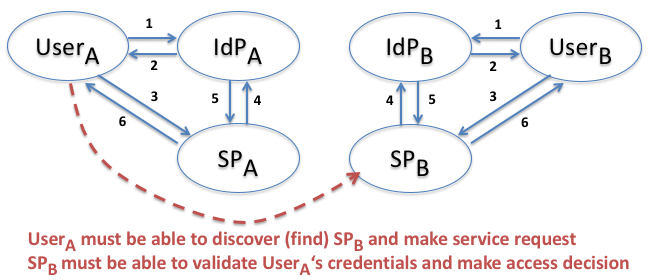 1 1
UserA IdPA IdPB UserB
2 2
3 5 4 4 5 3
6 6
SPA SPB
UserA must be able to discover (find) SPB and make service request
SPB must be able to validate UserA‘s credentials and make access decision